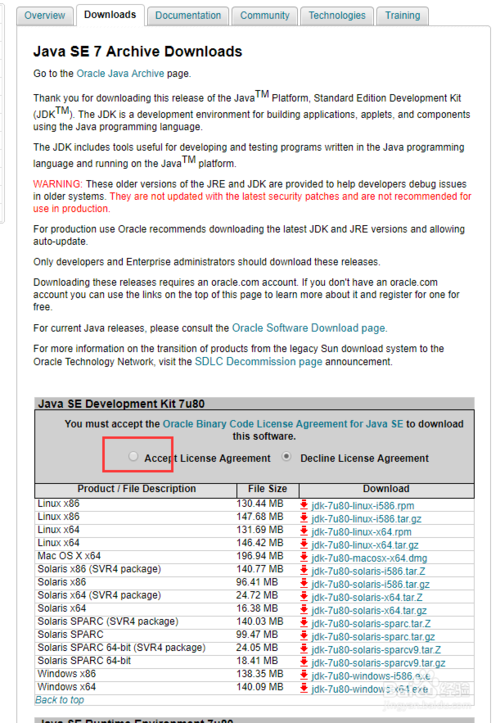 Overview
Downloads
Documentation
Community
Technologies
Training
Java SE 7 Archive Downloads
Go to the Oracle Java Archive page.
Thank you for downloading this release of the Java™ Platform, Standard Edition Development Kit
(JDK™). The JDK is a development environment for building applications, applets, and components
using the Java programming language.
The JDK includes tools useful for developing and testing programs written in the Java programming
language and running on the Java™ platform.
WARNING: These older versions of the JRE and JDK are provided to help developers debug issues
in older systems. They are not updated with the latest security patches and are not recommended for
use in production.
For production use Oracle recommends downloading the latest JDK and JRE versions and allowing
auto-update.
Only developers and Enterprise administrators should download these releases.
Downloading these releases requires an oracle.com account. If you don't have an oracle.com
account you can use the links on the top of this page to learn more about it and register for one for
free.
For current Java releases, please consult the Oracle Software Download page.
For more information on the transition of products from the legacy Sun download system to the
Oracle Technology Network, visit the SDLC Decommission page announcement.
Java SE Development Kit 7u80
You must accept the Oracle Binary Code License Agreement for Java SE to download
this software.
Accept License Agreement Decline License Agreement
Product / File Description File Size Download
Linux x86 130.44 MB jdk-7u80-linux-i586.rpm
Linux x86 147.68 MB jdk-7u80-linux-i586.tar.gz
Linux x64 131.69 MB jdk-7u80-linux-x64.rpm
Linux x64 146.42 MB jdk-7u80-linux-x64.tar.gz
Mac OS X x64 196.94 MB jdk-7u80-macosx-x64.dmg
Solaris x86 (SVR4 package) 140.77 MB jdk-7u80-solaris-i586.tar.Z
Solaris x86 96.41 MB jdk-7u80-solaris-i586.tar.gz
Solaris x64 (SVR4 package) 24.72 MB jdk-7u80-solaris-x64.tar.Z
Solaris x64 16.38 MB jdk-7u80-solaris-x64.tar.gz
Solaris SPARC (SVR4 package) 140.03 MB jdk-7u80-solaris-sparc.tar.Z
Solaris SPARC 99.47 MB jdk-7u80-solaris-sparc.tar.gz
Solaris SPARC 64-bit (SVR4 package) 24.05 MB jdk-7u80-solaris-sparcv9.tar.Z
Solaris SPARC 64-bit 18.41 MB jdk-7u80-solaris-sparcv9.tar.gz
Windows x86 138.35 MB jdk-7u80-windows-i586.exe
Windows x64 140.09 MB jdk-7u80-windows-x64.exe
Back to top
Java SE Runtime Environment 7u80